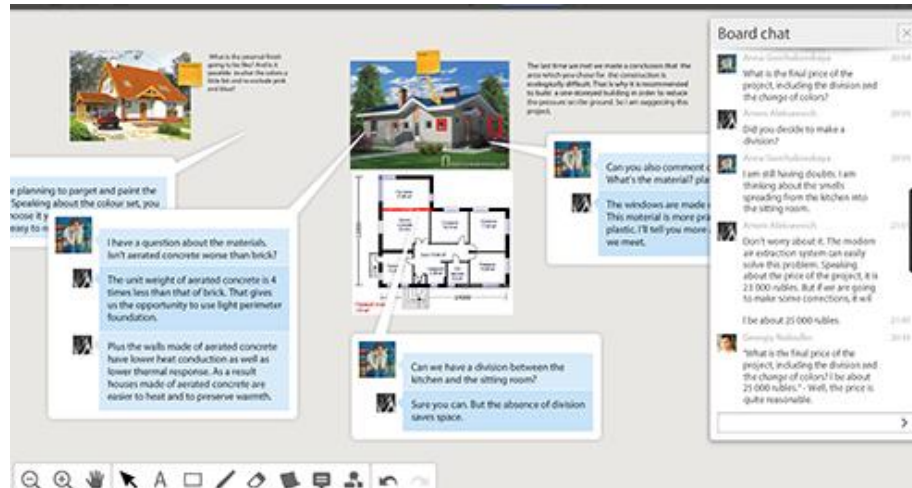 What is the
going to be like? And is it
possible to alter the colors a
little bit and to exclude pink
and blue?
The last time we met we made a conclusion that the
area which you chose for the construction is
ecologically difficult. That is why it is recommended
to build a one-storeyed building in order to reduce
the pressure on the ground. So I am suggesting this
project.
e planning to parget and paint the
Speaking about the colour set, you
oose it y
easy to m
I have a question about the materials.
Isn't aerated concrete worse than brick?
The unit weight of aerated concrete is 4
times less than that of brick. That gives
us the opportunity to use light perimeter
foundation.
Plus the walls made of aerated concrete
have lower heat conduction as well as
lower thermal response. As a result
houses made of aerated concrete are
easier to heat and to preserve warmth.
Can you also comment o
What's the material? pla
The windows are made
This material is more pra
plastic. I'll tell you more
we meet.
Can we have a division between the
kitchen and the sitting room?
Sure you can. But the absence of division
saves space.
Board chat
What is the final price of the
project, including the division and
the change of colors?
Did you decide to make a
division?
I am still having doubts. I am
thinking about the smells
spreading from the kitchen into
the sitting room.
Don't worry about it. The modern
air extraction system can easily
solve this problem. Speaking
about the price of the project, it is
23 000 rubles. But if we are going
to make some corrections, it will
I be about 25 000 rubles.
"What is the final price of the
project, including the division and
the change of colors? I be about
25 000 rubles." - Well, the price is
quite reasonable.